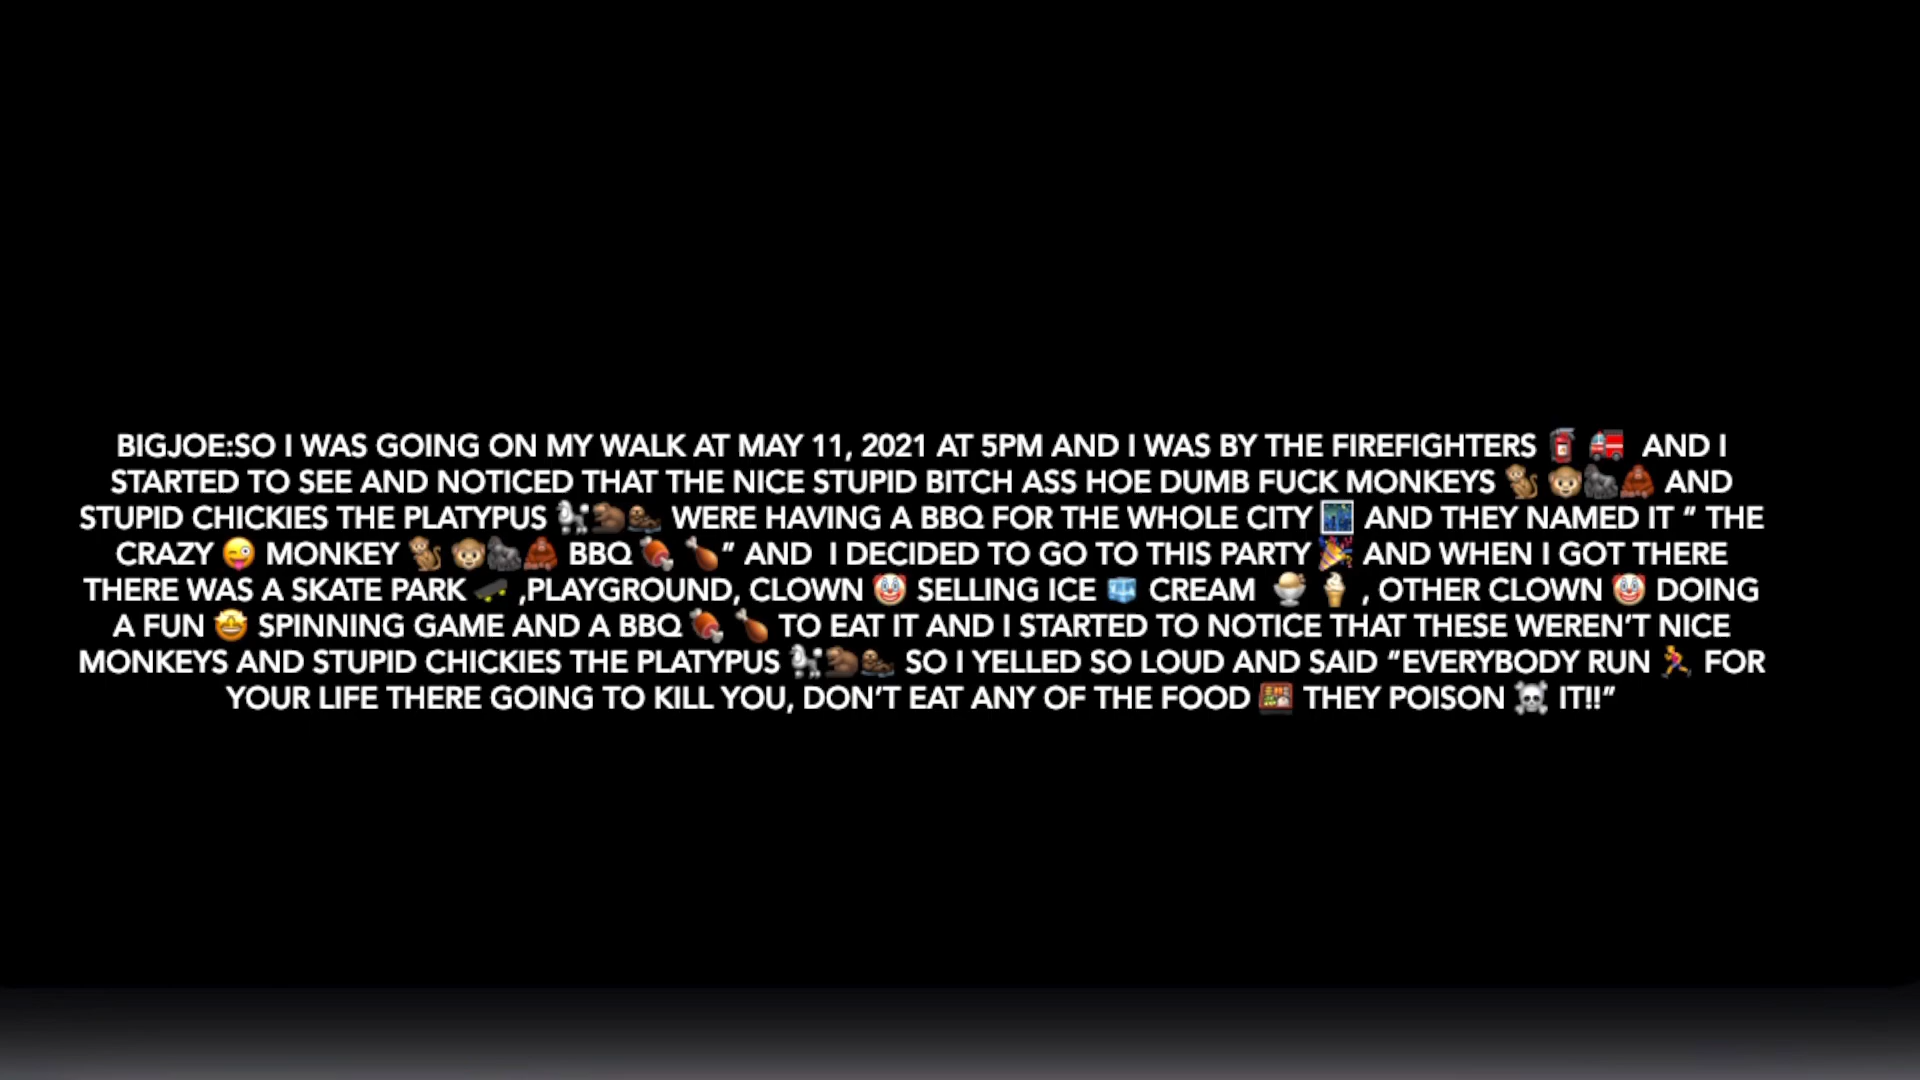 BIGJOE:SO I WAS GOING ON MY WALK AT MAY 11, 2021 AT 5PM AND I WAS BY THE FIREFIGHTERS 🧯 🚒 AND I
STARTED TO SEE AND NOTICED THAT THE NICE STUPID BITCH ASS HOE DUMB FUCK MONKEYS 🐒 🐵🦍🦧 AND
STUPID CHICKIES THE PLATYPUS 🐩🦫🦦 WERE HAVING A BBQ FOR THE WHOLE CITY 🌃 AND THEY NAMED IT “ THE
CRAZY 😜 MONKEY 🐒 🐵🦍🦧 BBQ 🍖 🍗” AND I DECIDED TO GO TO THIS PARTY 🎉 AND WHEN I GOT THERE
THERE WAS A SKATE PARK 🛹 ,PLAYGROUND, CLOWN 🤡 SELLING ICE 🧊 CREAM 🍨 🍦 , OTHER CLOWN 🤡 DOING
A FUN 🤩 SPINNING GAME AND A BBQ 🍖 🍗 TO EAT IT AND I STARTED TO NOTICE THAT THESE WEREN’T NICE
MONKEYS AND STUPID CHICKIES THE PLATYPUS 🐩🦫🦦 SO I YELLED SO LOUD AND SAID “EVERYBODY RUN 🏃 FOR
YOUR LIFE THERE GOING TO KILL YOU, DON’T EAT ANY OF THE FOOD 🍱 THEY POISON ☠️ IT!!”